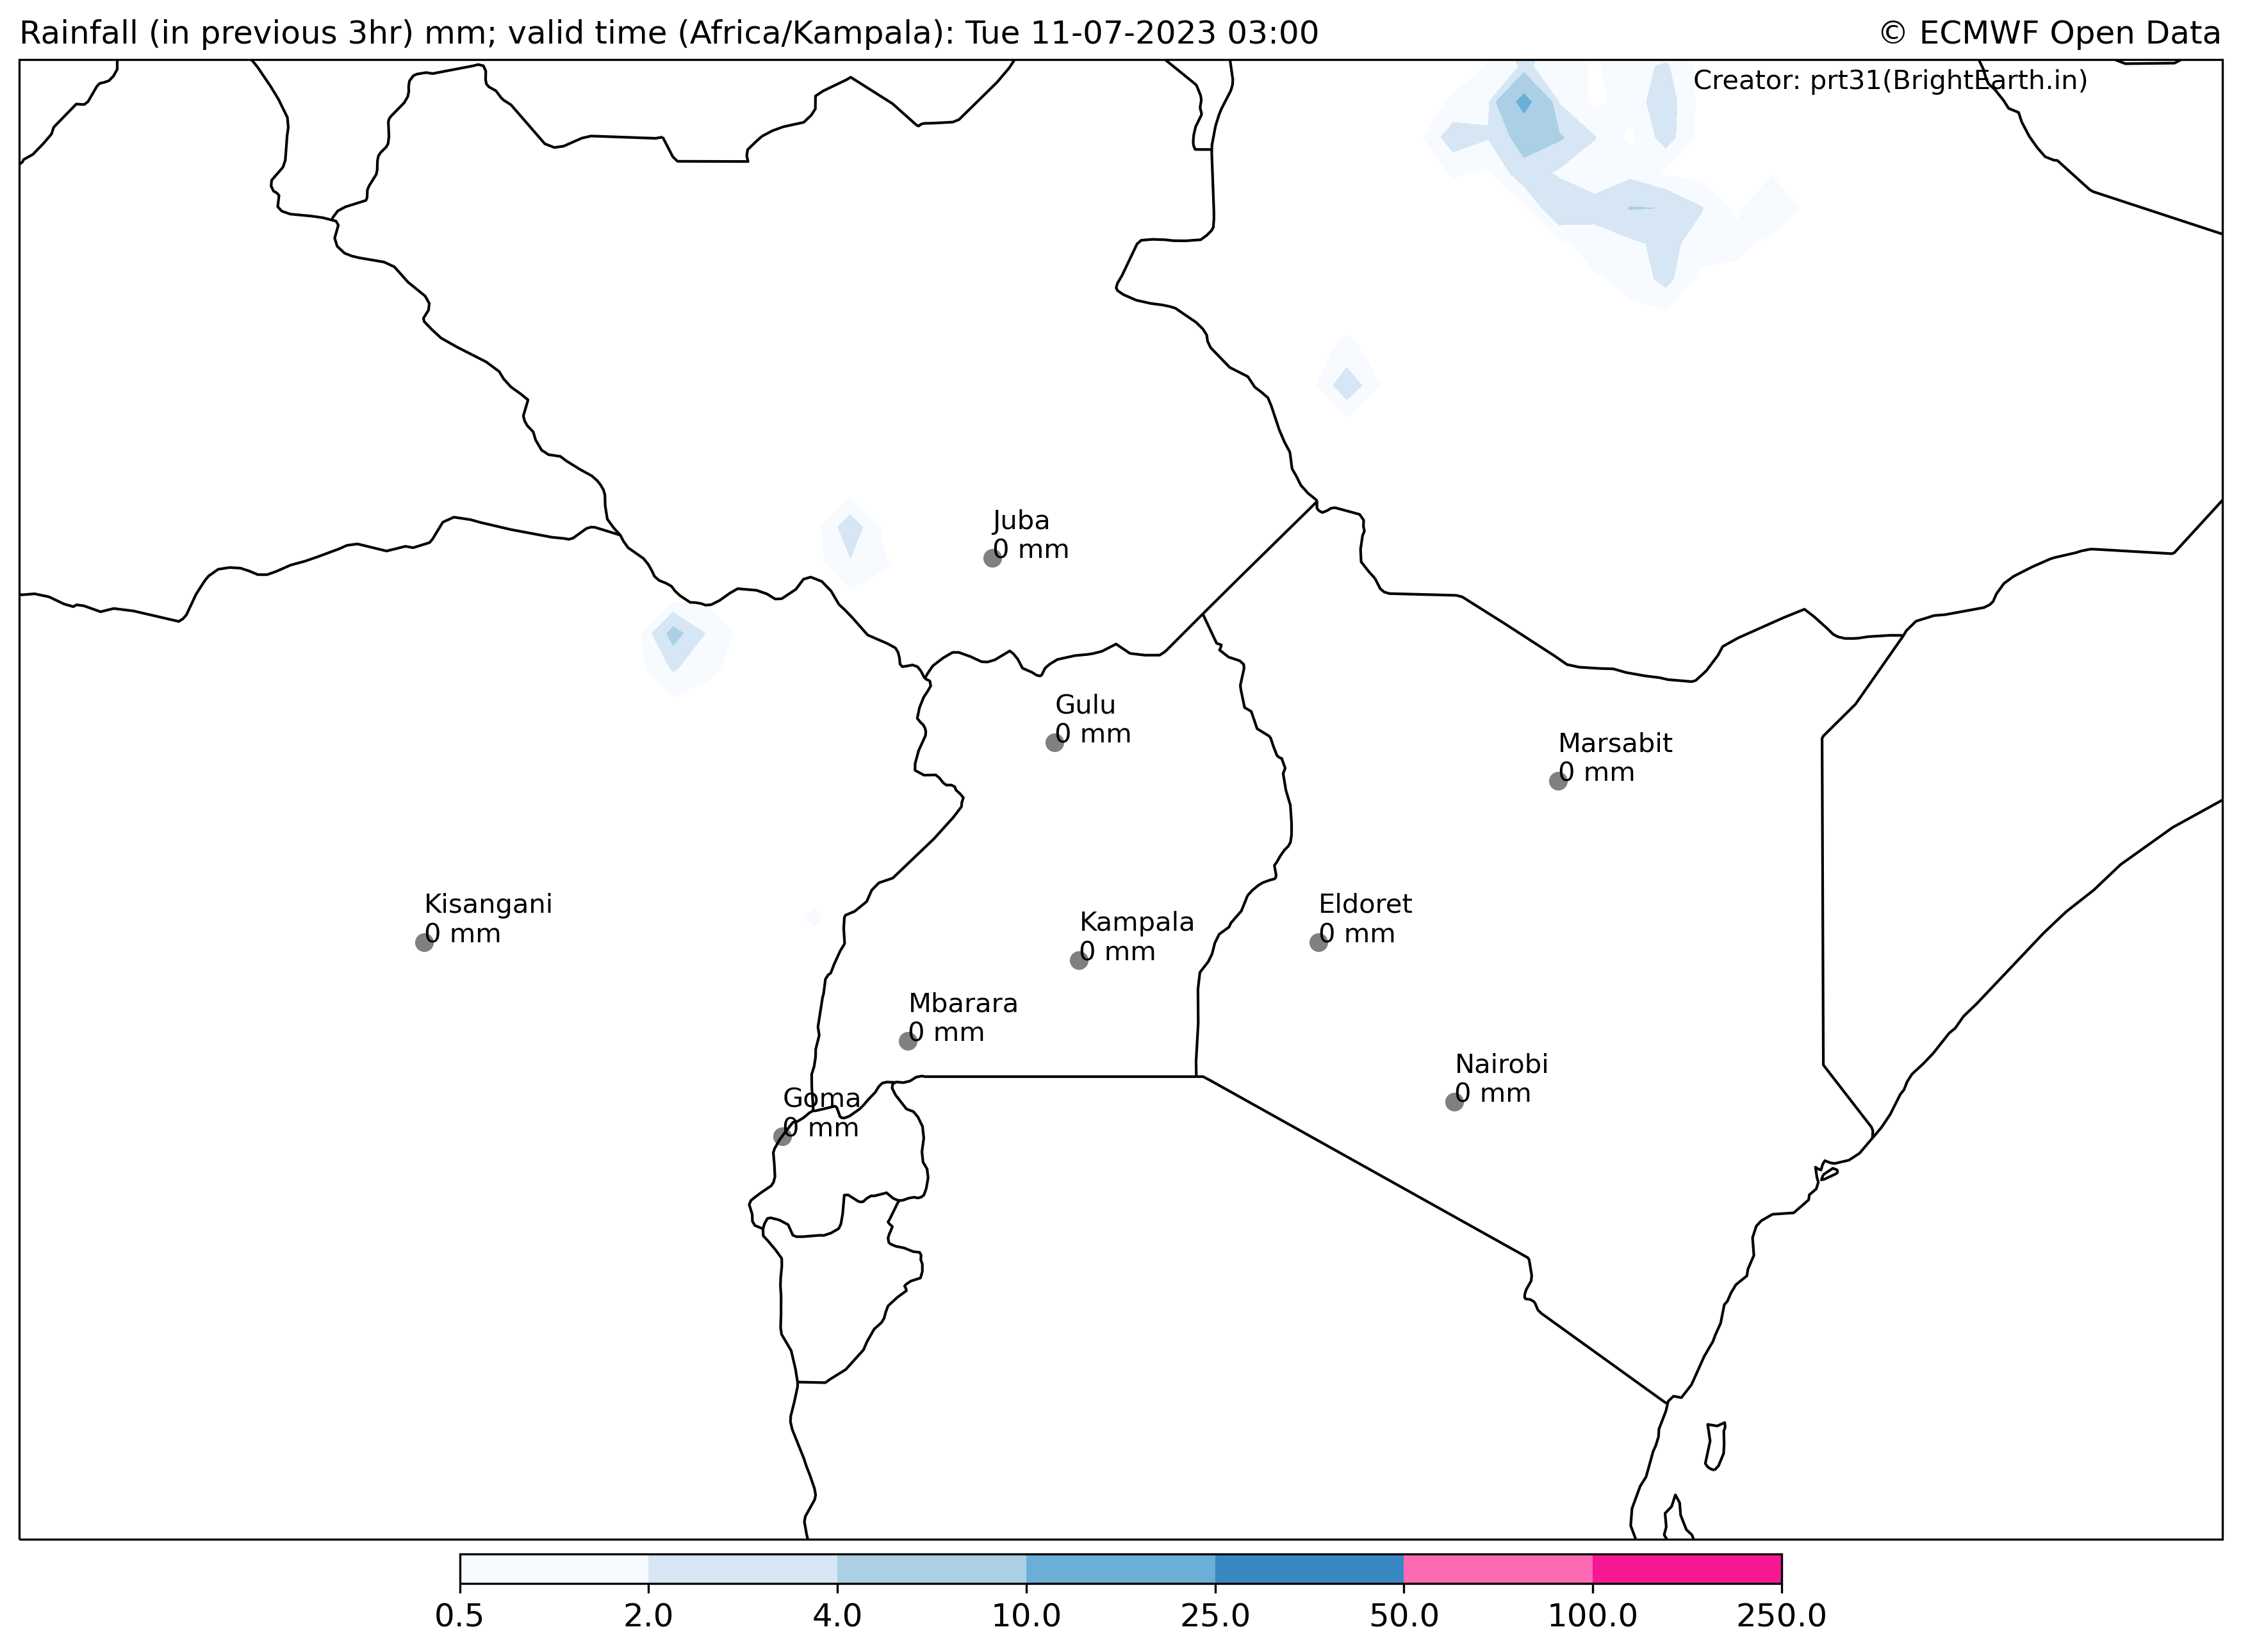 Rainfall (in previous 3hr) mm; valid time (Africa/Kampala): Tue 11-07-2023 03:00
© ECMWF Open Data
Creator: prt31(BrightEarth.in)
Juba
0 mm
Gulu
0 mm
Marsabit
0 mm
Kisangani
0 mm
Eldoret
0 mm
Kampala
0 mm
Mbarara
0 mm
Nairobi
0 mm
Goma
0 mm
0.5 2.0 4.0 10.0 25.0 50.0 100.0 250.0